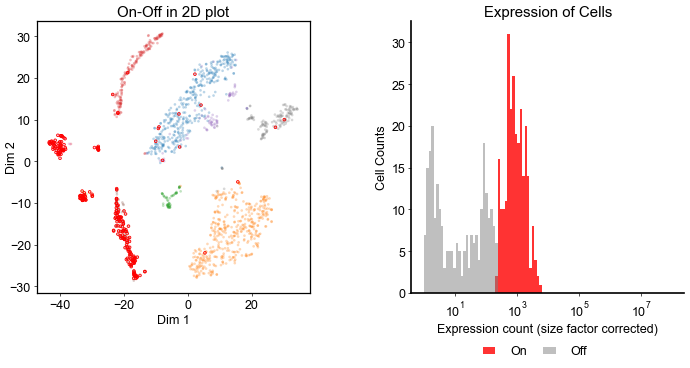 On-Off in 2D plot
Expression of Cells
30
20
10
0
−10
−20
−30
Dim 2
−40
−20
0
20
Dim 1
30
25
20
15
10
5
0
Cell Counts
10^1
10^3
10^5
10^7
Expression count (size factor corrected)
On
Off